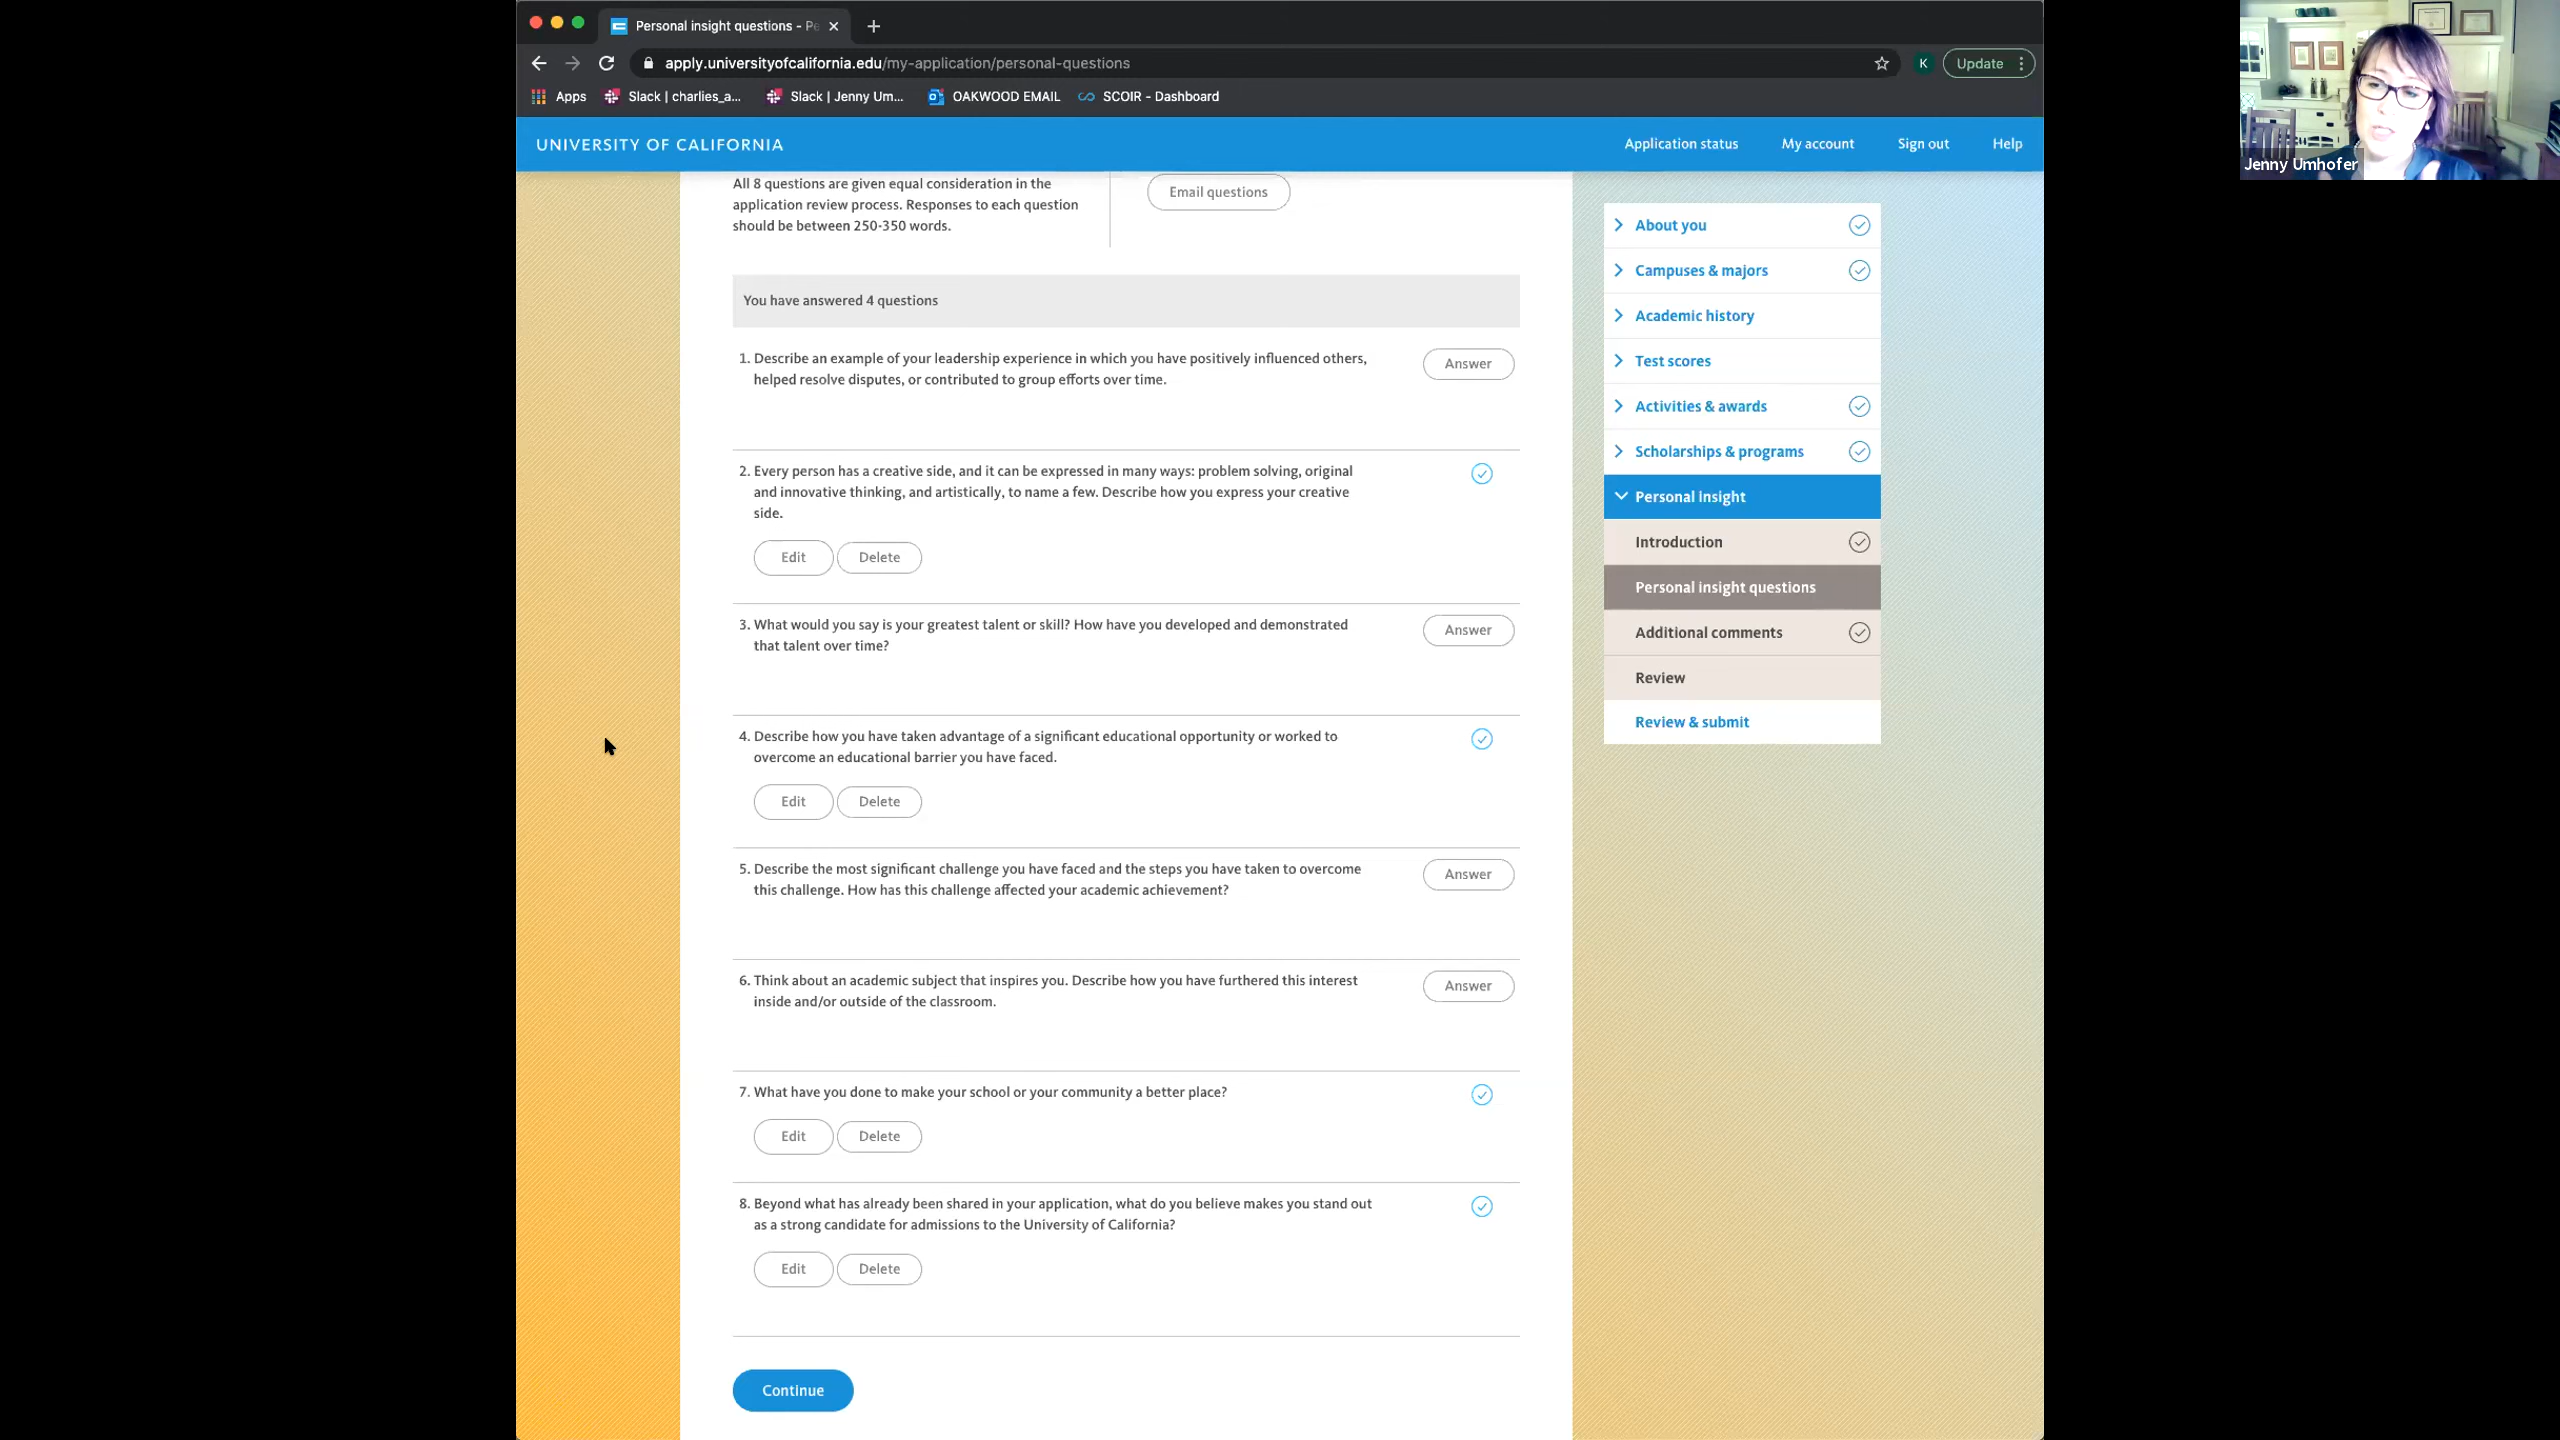 Personal insight questions - Pe
apply.universityofcalifornia.edu/my-application/personal-questions
K
Update
Apps
Slack | charlies_a...
Slack | Jenny Um...
OAKWOOD EMAIL
SCOIR - Dashboard
UNIVERSITY OF CALIFORNIA
Application status
My account
Sign out
Help
Jenny Umhofer
All 8 questions are given equal consideration in the
application review process. Responses to each question
should be between 250-350 words.
Email questions
You have answered 4 questions
1. Describe an example of your leadership experience in which you have positively influenced others,
helped resolve disputes, or contributed to group efforts over time.
Answer
2. Every person has a creative side, and it can be expressed in many ways: problem solving, original
and innovative thinking, and artistically, to name a few. Describe how you express your creative
side.
Edit
Delete
3. What would you say is your greatest talent or skill? How have you developed and demonstrated
that talent over time?
Answer
4. Describe how you have taken advantage of a significant educational opportunity or worked to
overcome an educational barrier you have faced.
Edit
Delete
5. Describe the most significant challenge you have faced and the steps you have taken to overcome
this challenge. How has this challenge affected your academic achievement?
Answer
6. Think about an academic subject that inspires you. Describe how you have furthered this interest
inside and/or outside of the classroom.
Answer
7. What have you done to make your school or your community a better place?
Edit
Delete
8. Beyond what has already been shared in your application, what do you believe makes you stand out
as a strong candidate for admissions to the University of California?
Edit
Delete
Continue
About you
Campuses & majors
Academic history
Test scores
Activities & awards
Scholarships & programs
Personal insight
Introduction
Personal insight questions
Additional comments
Review
Review & submit